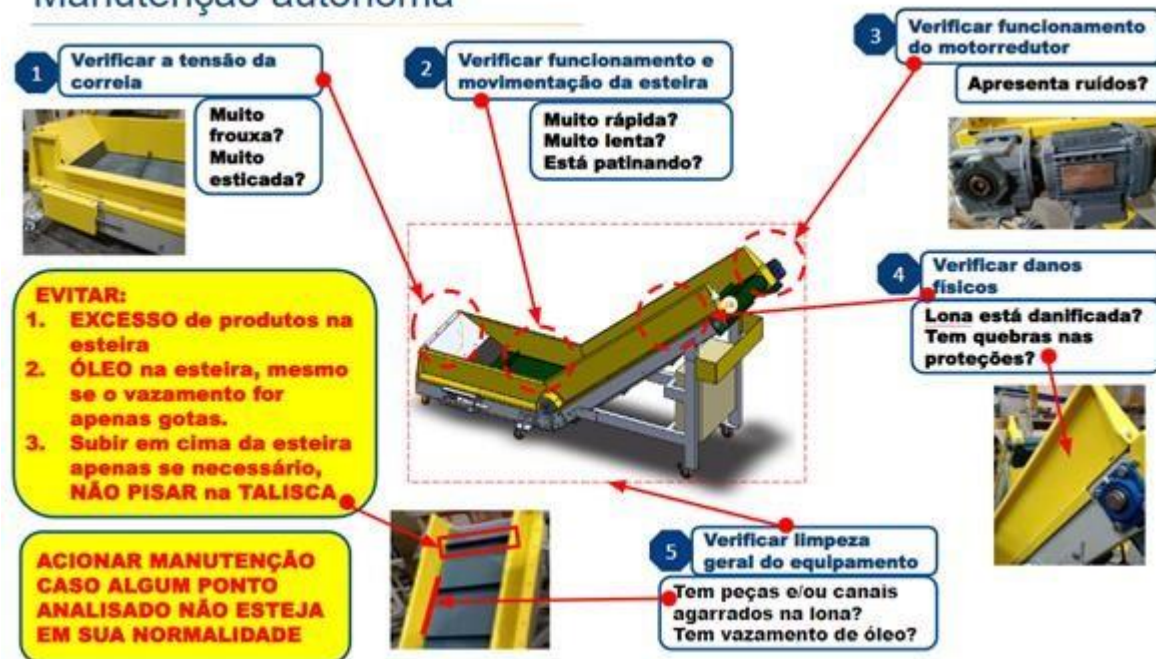 Manutenção autônoma
1
Verificar a tensão da
correia
Muito
frouxa?
Muito
esticada?
2
Verificar funcionamento e
movimentação da esteira
Muito rápida?
Muito lenta?
Está patinando?
3
Verificar funcionamento
do motorredutor
Apresenta ruídos?
4
Verificar danos
físicos
Lona está danificada?
Tem quebras nas
proteções?
EVITAR:
1. EXCESSO de produtos na
esteira
2. ÓLEO na esteira, mesmo
se o vazamento for
apenas gotas.
3. Subir em cima da esteira
apenas se necessário,
NÃO PISAR na TALISCA
ACIONAR MANUTENÇÃO
CASO ALGUM PONTO
ANALISADO NÃO ESTEJA
EM SUA NORMALIDADE
5
Verificar limpeza
geral do equipamento
Tem peças e/ou canais
agarrados na lona?
Tem vazamento de óleo?